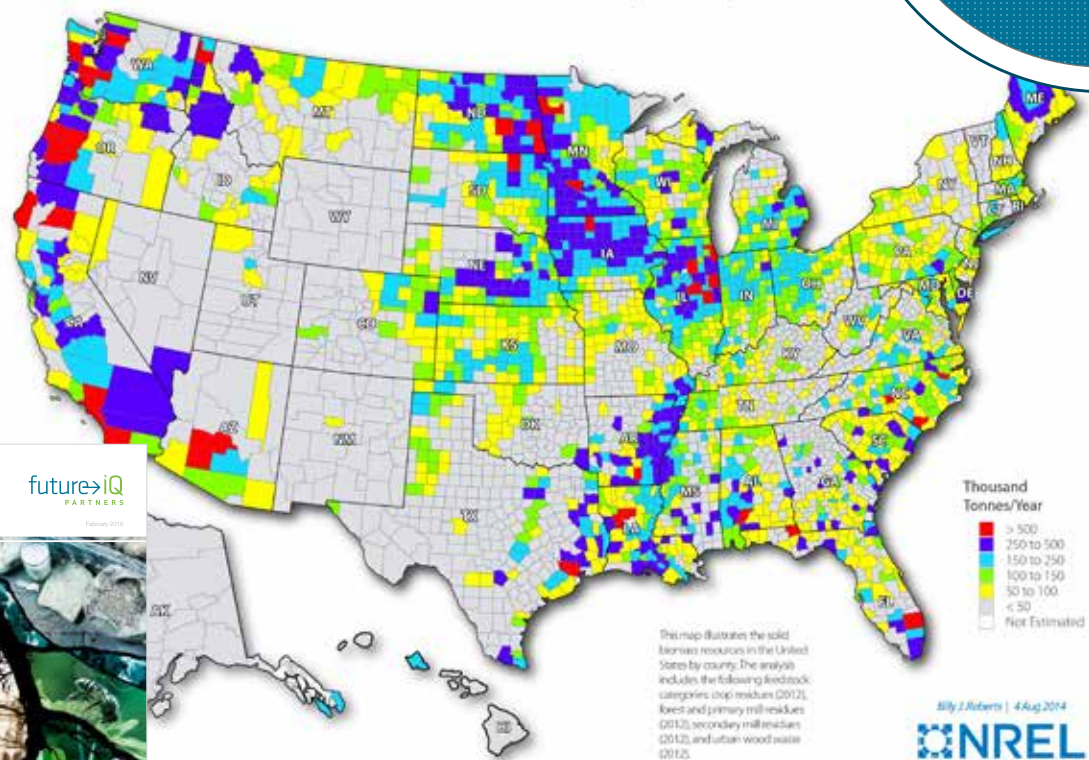 WA
MT
ND
MN
ME
VT
NH
OR
ID
SD
WI
NY
MA
CT
RI
WY
MI
IA
PA
NJ
NE
NV
UT
IL
IN
OH
MD
DE
CO
WV
CA
KS
MO
VA
KY
NC
TN
AZ
NM
OK
AR
SC
MS
AL
GA
TX
LA
FL
AK
HI
future→iQ
PARTNERS
Thousand
Tonnes/Year
> 500
250 to 500
150 to 250
100 to 150
50 to 100
< 50
Not Estimated
This map illustrates the solid
biomass resources in the United
States by county. The analysis
includes the following feedstock
categories: crop residues (2012),
forest and primary mill residues
(2012), secondary mill residues
(2012), and urban wood waste
(2012).
Billy J. Roberts | 4 Aug 2014
NREL